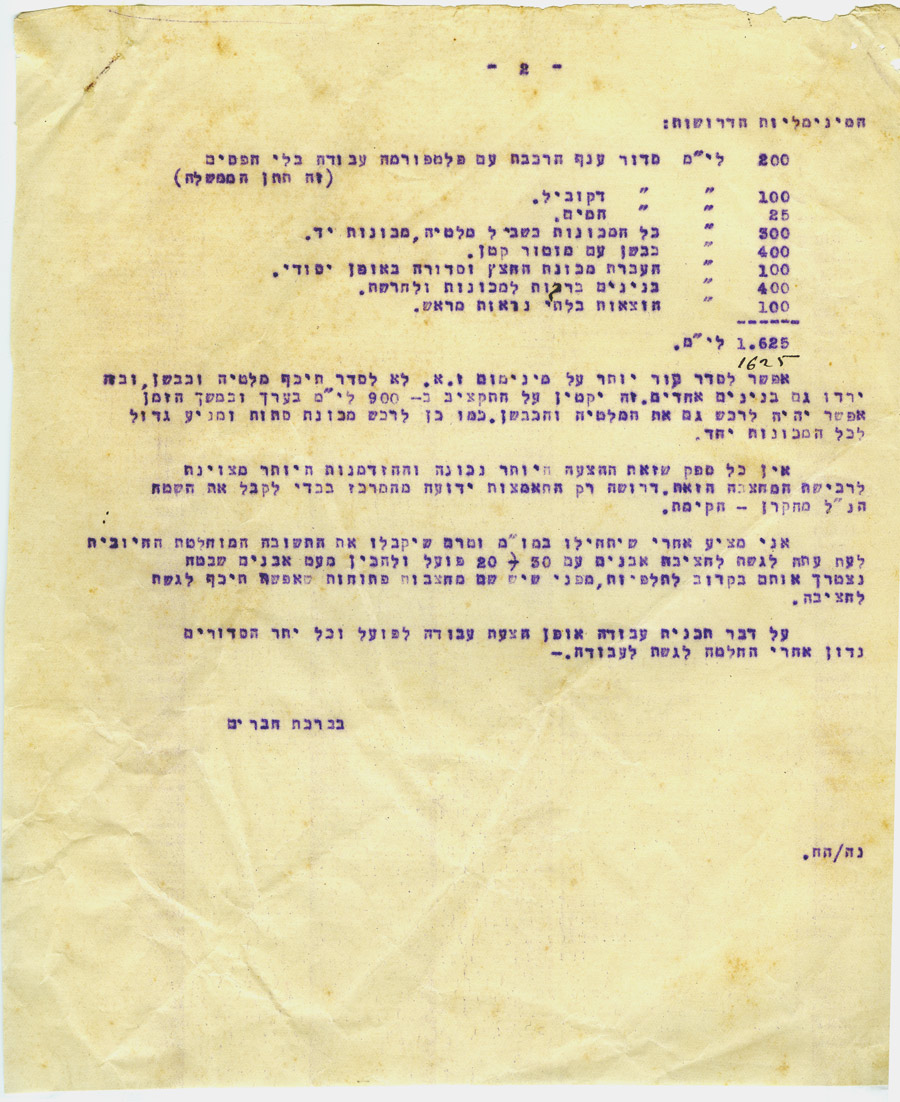 - 2 -
המינימליות הדרושות:
200 לי"מ סדור ענף הרכבת עם פלטפורמה עבודה בלי הפסים
(זה תתן הממשלה)
100 " " דקוביל.
25 " " חמים.
300 " כל המכונות בשביל מלטיה,מכונות יד.
400 " כבשן עם מוטור קטן.
100 " העברת מכונת החצץ וסדורה באופן יסודי.
400 " בנינים ברכות למכונות ולתרשת.
100 " הוצאות בלתי נראות מראש.
-----
1.625 לי"מ.
1625
אפשר לסדר עוד יותר על מינימום ז.א. לא לסדר תיכף מלטיה וכבשן,ובזה
ירדו גם בנינים אחדים.זה יקטין על התקציב ב- 900 לי"מ בערך ובמשך הזמן
אפשר יהיה לרכש גם את המלטיה והכבשן.כמו כן לרכש מכונת סתות ומניע גדול
לכל המכונות יחד.
אין כל ספק שזאת ההצעה היותר נכונה וההזדמנות היותר מצוינת
לרכישת המחצבה הזאת.דרושה רק התאמצות ידועה מהמרכז בכדי לקבל את השטח
הנ"ל מהקרן - הקימת.
אני מציע אחרי שיתחילו במו"מ וטרם שיקבלו את התשובה המוחלטת החיובית
לעת עתה לגשת לחציבת אבנים עם 30 - 20 פועל ולהכין מעט אבנים שבטח
נצטרך אותם בקרוב לתלפיות,מפני שיש שם מחצבות פתוחות שאפשר תיכף לגשת
לחציבה.
על דבר תכנית עבודה אופן הצעת עבודה לפועל וכל יתר הסדורים
נדון אחרי החלטה לגשת לעבודה.-
בברכת חברים
נה/הח.